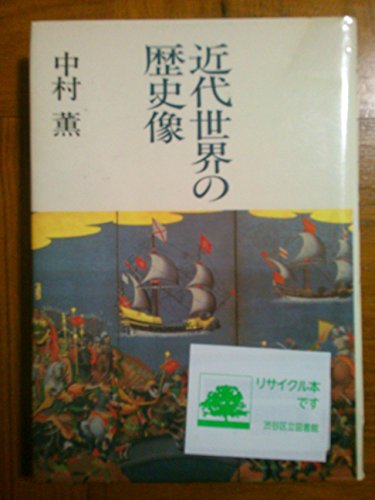 近代世界の
歴史像
中村 薫
リサイクル本
です
渋谷区立図書館